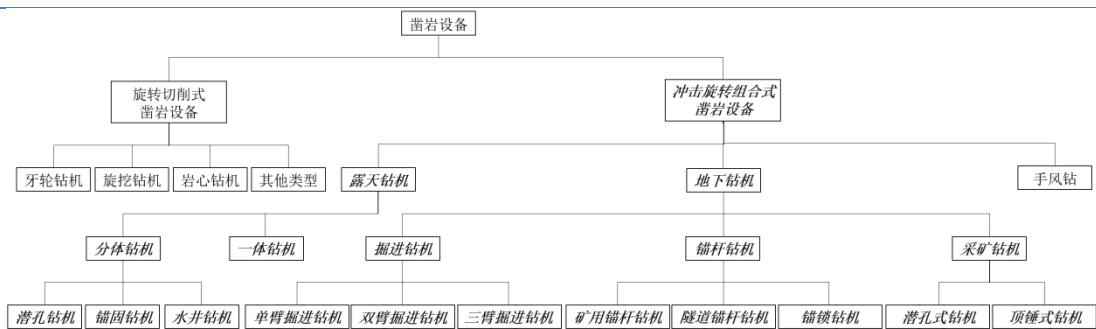 凿岩设备
旋转切削式
凿岩设备
冲击旋转组合式
凿岩设备
牙轮钻机
旋挖钻机
岩心钻机
其他类型
露天钻机
地下钻机
手风钻
分体钻机
一体钻机
掘进钻机
锚杆钻机
采矿钻机
潜孔钻机
锚固钻机
水井钻机
单臂掘进钻机
双臂掘进钻机
三臂掘进钻机
矿用锚杆钻机
隧道锚杆钻机
锚锁钻机
潜孔式钻机
顶锤式钻机